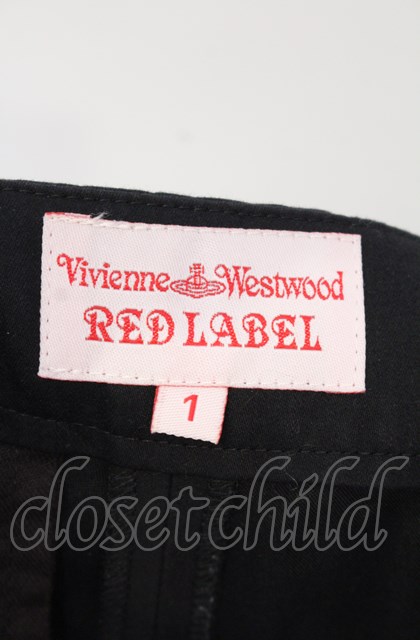 Vivienne Westwood
RED LABEL
1
closetchild